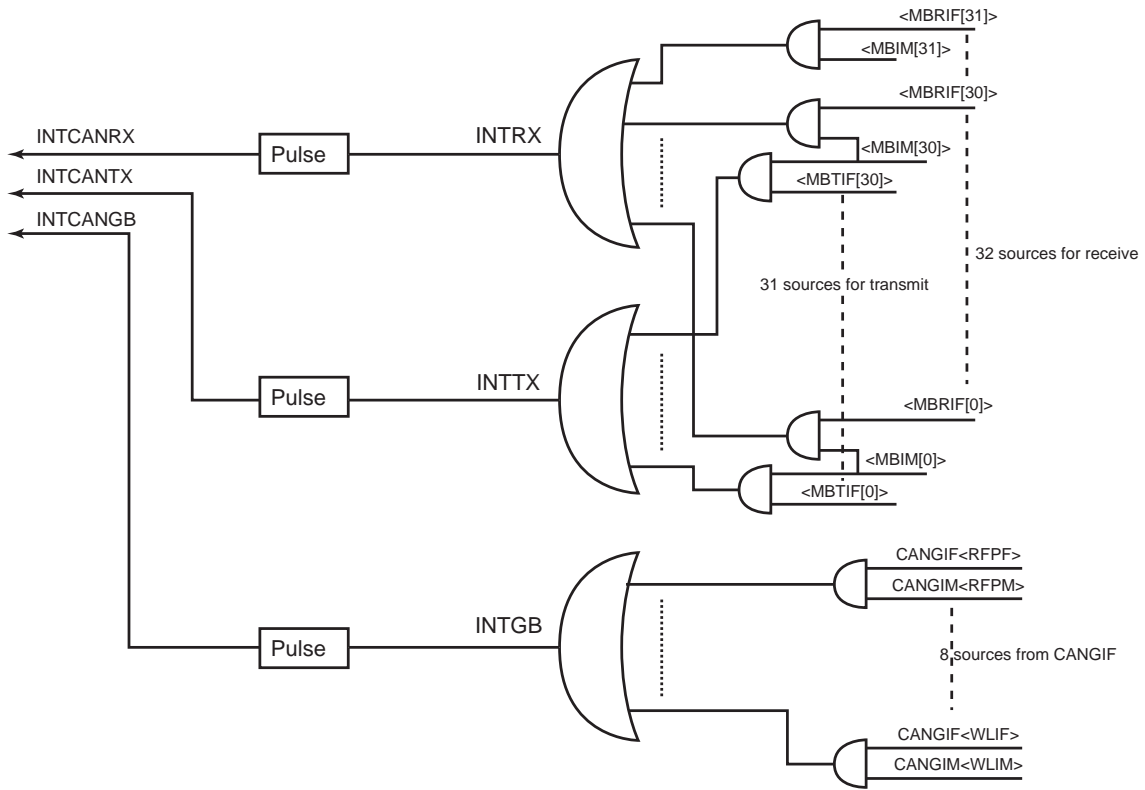 <MBRIF[31]>
<MBIM[31]>
<MBRIF[30]>
INTCANRX
Pulse
INTRX
<MBIM[30]>
INTCANTX
<MBTIF[30]>
INTCANGB
32 sources for receive
31 sources for transmit
Pulse
INTTX
<MBRIF[0]>
<MBIM[0]>
<MBTIF[0]>
CANGIF<RFPF>
CANGIM<RFPM>
Pulse
INTGB
8 sources from CANGIF
CANGIF<WLIF>
CANGIM<WLIM>